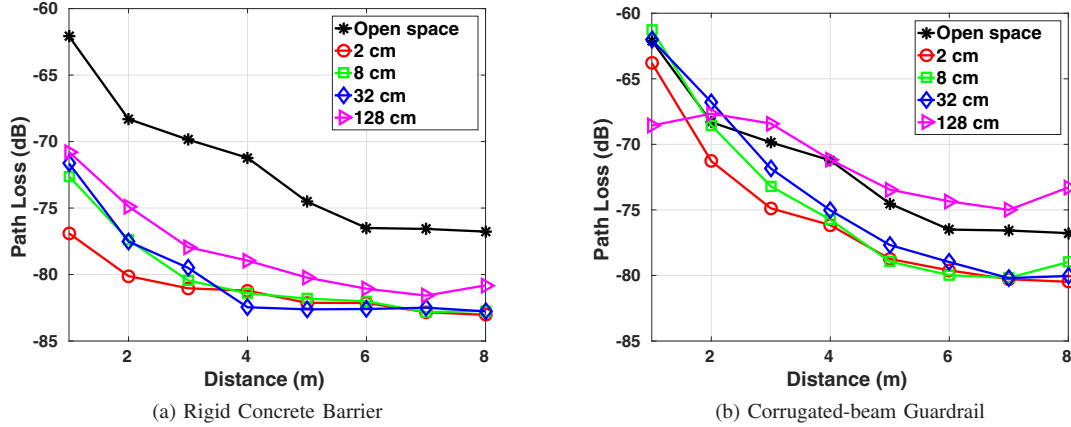 -60
-65
-70
-75
-80
-85
Path Loss (dB)
2
4
6
8
Distance (m)
Open space
2 cm
8 cm
32 cm
128 cm
(a) Rigid Concrete Barrier
-60
-65
-70
-75
-80
-85
Path Loss (dB)
2
4
6
8
Distance (m)
Open space
2 cm
8 cm
32 cm
128 cm
(b) Corrugated-beam Guardrail